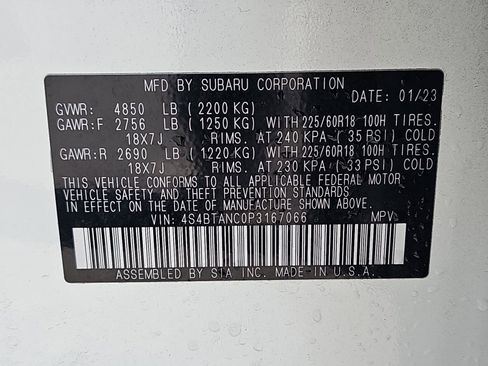 MFD BY SUBARU CORPORATION
DATE: 01/23
GVWR: 4850 LB (2200 KG)
GAWR:F 2756 LB (1250 KG) WITH 225/60R18 100H TIRES.
18X7J RIMS. AT 240 KPA (35 PSI) COLD
GAWR:R 2690 LB (1220 KG) WITH 225/60R18 100H TIRES.
18X7J RIMS. AT 230 KPA (33 PSI) COLD
THIS VEHICLE CONFORMS TO ALL APPLICABLE FEDERAL MOTOR
VEHICLE SAFETY AND THEFT PREVENTION STANDARDS
IN EFFECT ON THE DATE OF MANUFACTURE SHOWN ABOVE.
VIN: 4S4BTANC0P3167066 MPV
ASSEMBLED BY SIA INC. IN U.S.A.